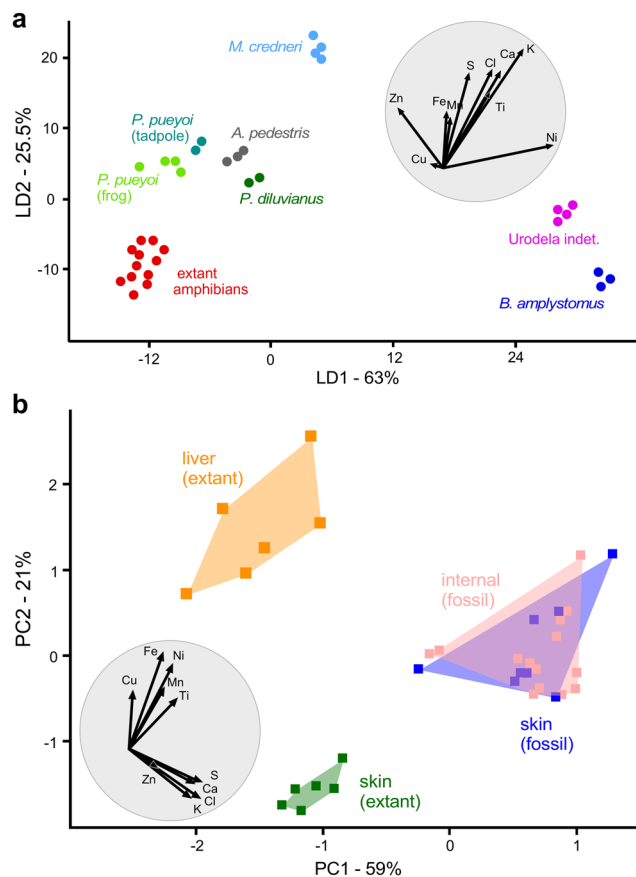 a
M. credneri
20
10
0
-10
LD2 - 25.5%
P. pueyoi
(tadpole)
A. pedestris
P. pueyoi
(frog)
P. diluvianus
extant
amphibians
K
Ca
Cl
S
Zn
Fe
Mn
Ti
Ni
Cu
Urodela indet.
B. amplystomus
-12
0
12
24
LD1 - 63%
b
2
1
0
-1
PC2 - 21%
liver
(extant)
internal
(fossil)
skin
(fossil)
skin
(extant)
Fe
Ni
Cu
Mn
Ti
Zn
S
Ca
Cl
K
-2
-1
0
1
PC1 - 59%